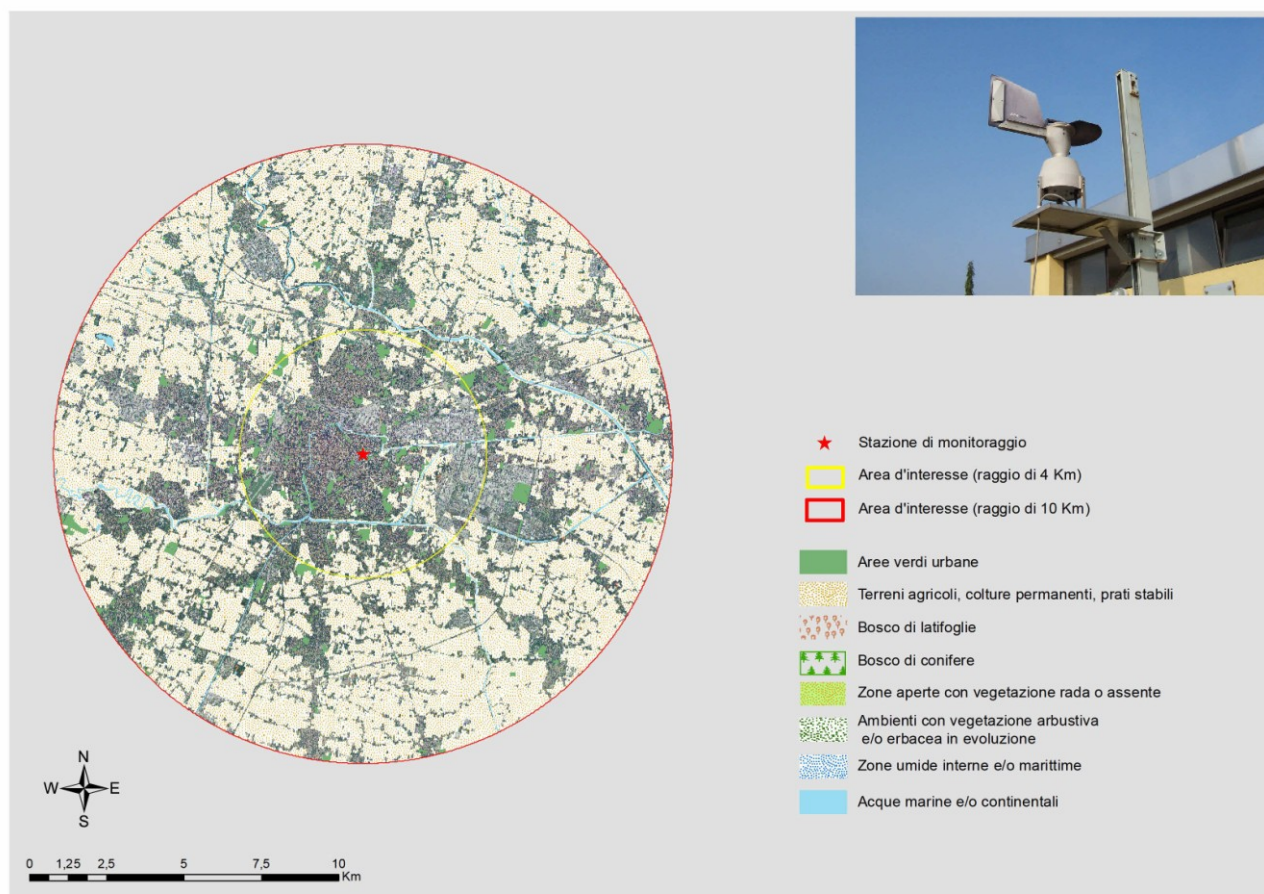 Stazione di monitoraggio
Area d'interesse (raggio di 4 Km)
Area d'interesse (raggio di 10 Km)
Aree verdi urbane
Terreni agricoli, colture permanenti, prati stabili
Bosco di latifoglie
Bosco di conifere
Zone aperte con vegetazione rada o assente
Ambienti con vegetazione arbustiva
e/o erbacea in evoluzione
Zone umide interne e/o marittime
Acque marine e/o continentali
N
W E
S
0 1,25 2,5 5 7,5 10
Km